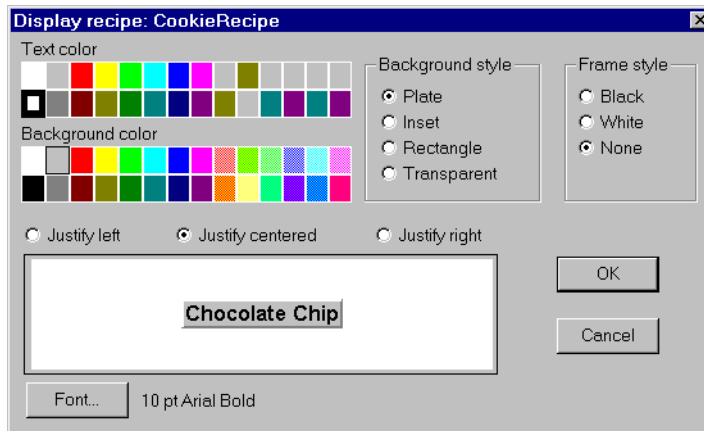 Display recipe: CookieRecipe
Text color
Background color
Background style
Plate
Inset
Rectangle
Transparent
Frame style
Black
White
None
Justify left
Justify centered
Justify right
Chocolate Chip
OK
Cancel
Font...
10 pt Arial Bold